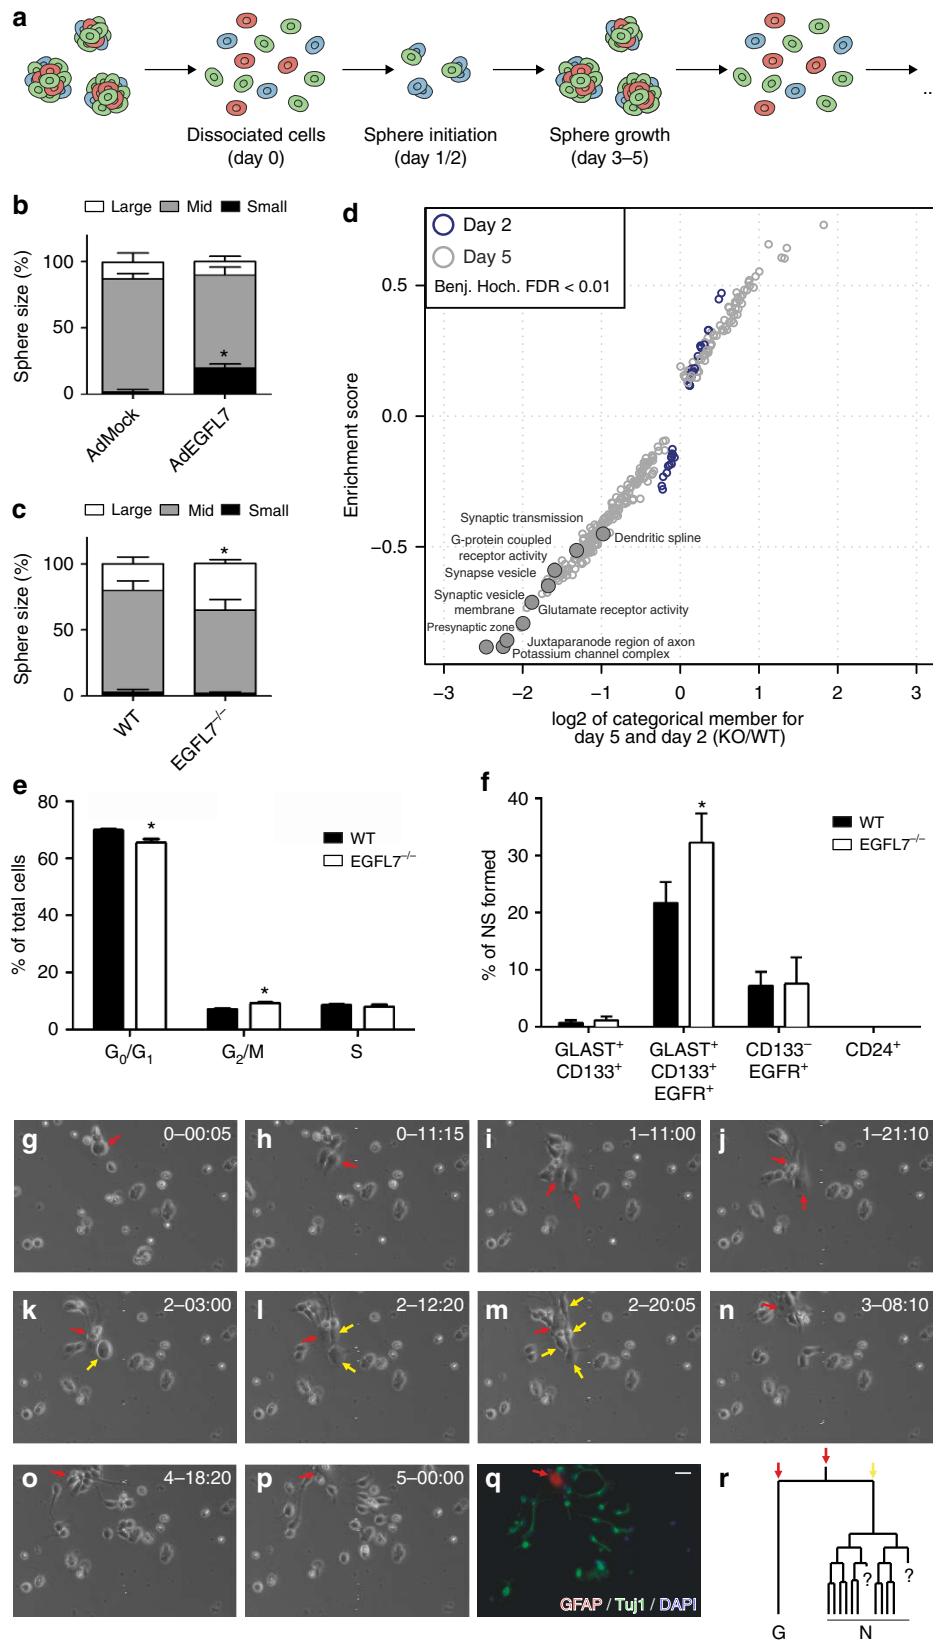 a
Dissociated cells
(day 0)
Sphere initiation
(day 1/2)
Sphere growth
(day 3–5)
..
b
Large Mid Small
Sphere size (%)
100
50
0
*
AdMock
AdEGFL7
c
Large Mid Small
Sphere size (%)
100
50
0
*
WT
EGFL7–/–
d
Day 2
Day 5
Benj. Hoch. FDR < 0.01
Enrichment score
0.5
0.0
−0.5
Synaptic transmission
Dendritic spline
G-protein coupled
receptor activity
Synapse vesicle
Synaptic vesicle
membrane
Glutamate receptor activity
Presynaptic zone
Juxtaparanode region of axon
Potassium channel complex
−3 −2 −1 0 1 2 3
log2 of categorical member for
day 5 and day 2 (KO/WT)
e
% of total cells
80
60
40
20
0
*
*
WT
EGFL7–/–
G0/G1 G2/M S
f
% of NS formed
40
30
20
10
0
*
WT
EGFL7–/–
GLAST+
CD133+
GLAST+
CD133+
EGFR+
CD133–
EGFR+
CD24+
g 0–00:05
h 0–11:15
i 1–11:00
j 1–21:10
k 2–03:00
l 2–12:20
m 2–20:05
n 3–08:10
o 4–18:20
p 5–00:00
q
GFAP / Tuj1 / DAPI
r
? ?
G N